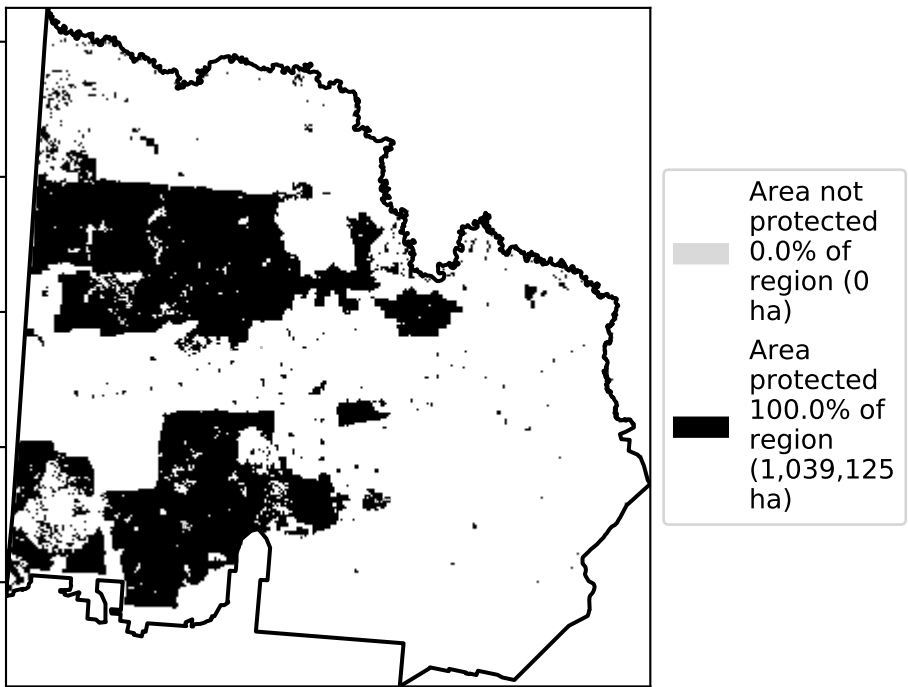 Area not
protected
0.0% of
region (0
ha)
Area
protected
100.0% of
region
(1,039,125
ha)